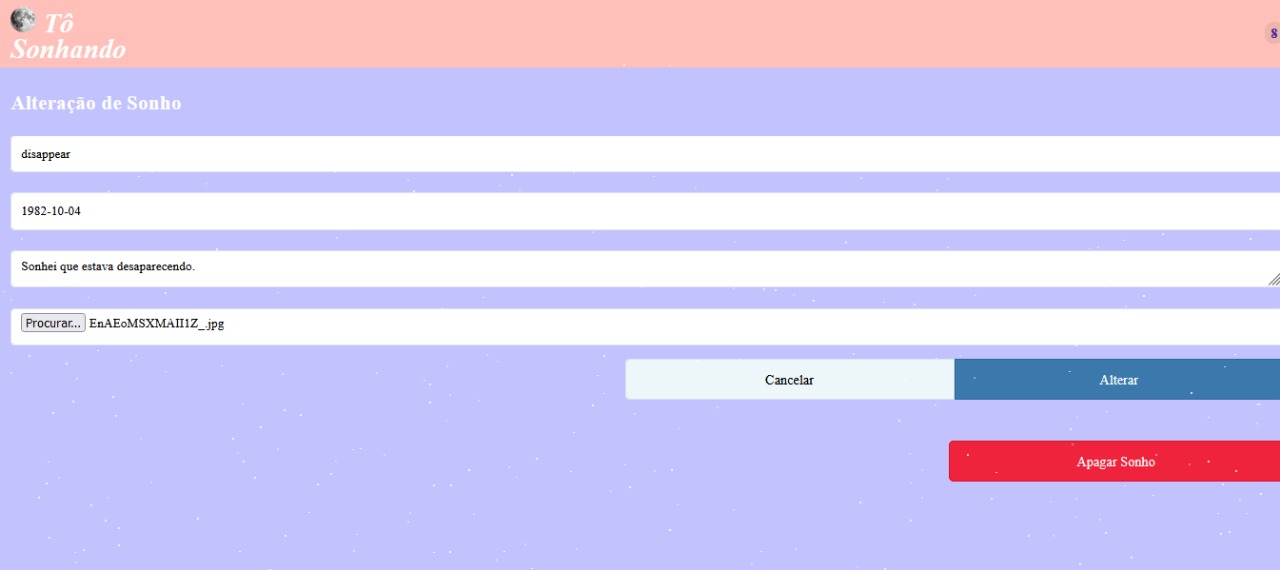 Tô
Sonhando
8
Alteração de Sonho
disappear
1982-10-04
Sonhei que estava desaparecendo.
Procurar... EnAEoMSXMAII1Z_.jpg
Cancelar Alterar
Apagar Sonho